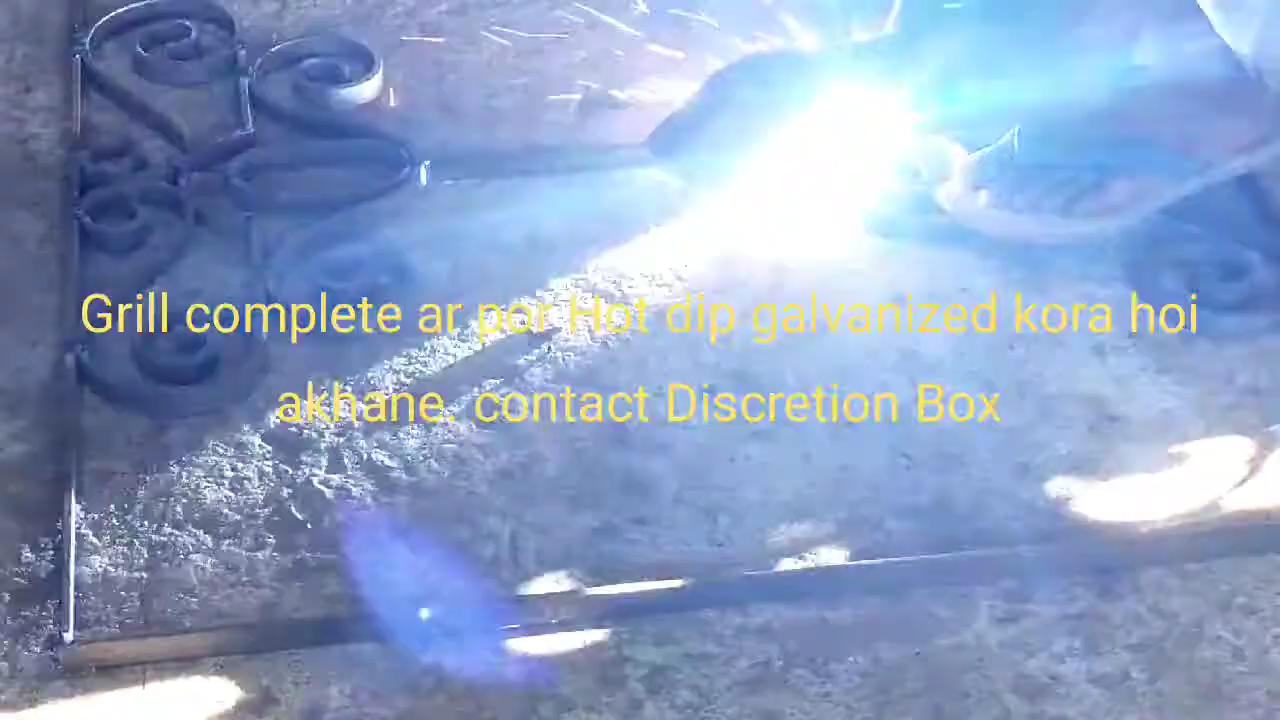 Grill complete ar por Hot dip galvanized kora hoi
akhane. contact Discretion Box